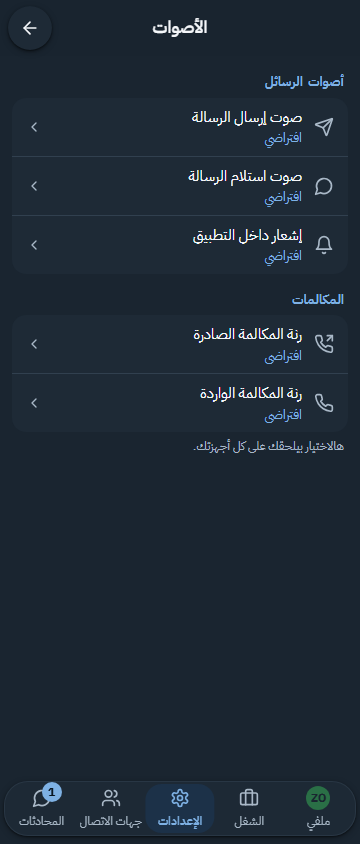 الأصوات
أصوات الرسائل
صوت إرسال الرسالة
افتراضي
صوت استلام الرسالة
افتراضي
إشعار داخل التطبيق
افتراضي
المكالمات
رنة المكالمة الصادرة
افتراضي
رنة المكالمة الواردة
افتراضي
هالاختيار بيلحقك على كل أجهزتك.
ZO
1
ملفي
الشغل
الإعدادات
جهات الاتصال
المحادثات